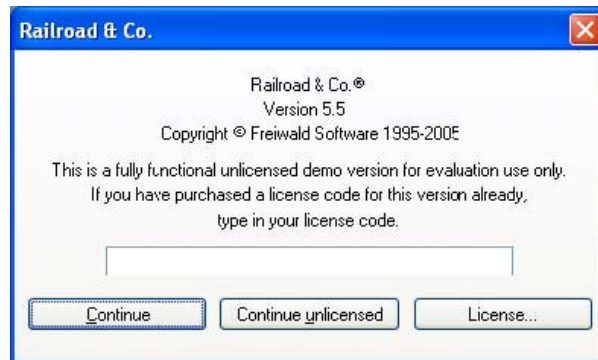 Railroad & Co.
Railroad & Co.®
Version 5.5
Copyright © Freiwald Software 1995-2005
This is a fully functional unlicensed demo version for evaluation use only.
If you have purchased a license code for this version already,
type in your license code.
Continue
Continue unlicensed
License...